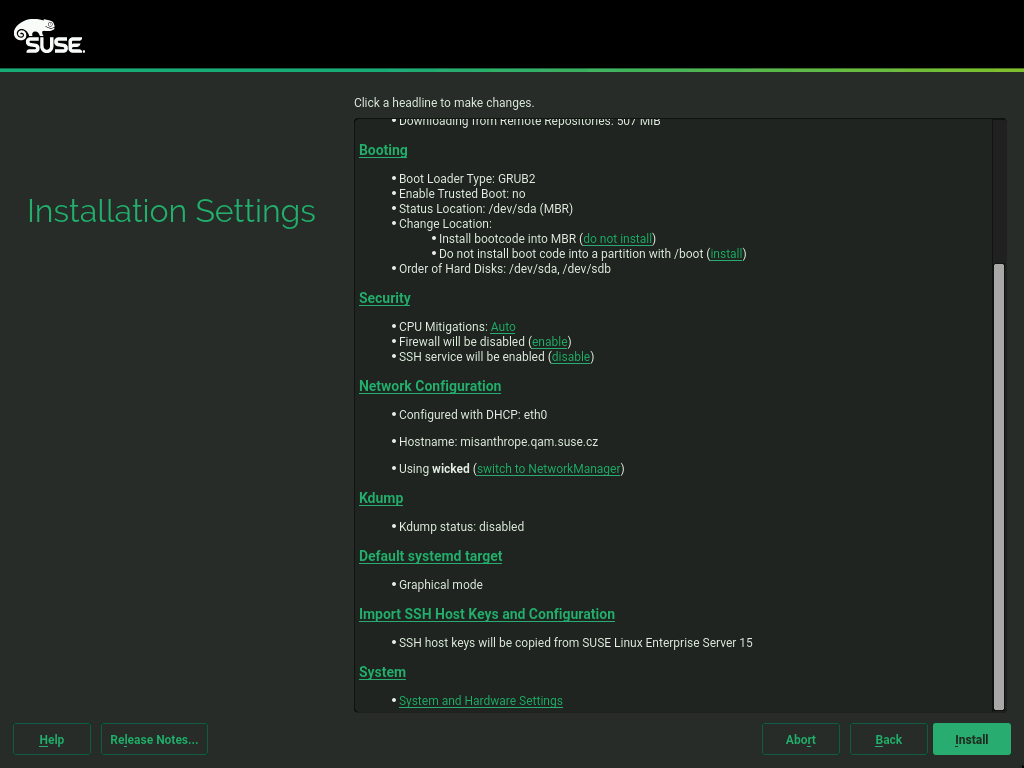 SUSE.
Click a headline to make changes.
Installation Settings
• Downloading from Remote Repositories: 507 MiB
Booting
• Boot Loader Type: GRUB2
• Enable Trusted Boot: no
• Status Location: /dev/sda (MBR)
• Change Location:
• Install bootcode into MBR (do not install)
• Do not install boot code into a partition with /boot (install)
• Order of Hard Disks: /dev/sda, /dev/sdb
Security
• CPU Mitigations: Auto
• Firewall will be disabled (enable)
• SSH service will be enabled (disable)
Network Configuration
• Configured with DHCP: eth0
• Hostname: misanthrope.qam.suse.cz
• Using wicked (switch to NetworkManager)
Kdump
• Kdump status: disabled
Default systemd target
• Graphical mode
Import SSH Host Keys and Configuration
• SSH host keys will be copied from SUSE Linux Enterprise Server 15
System
• System and Hardware Settings
Help Release Notes... Abort Back Install